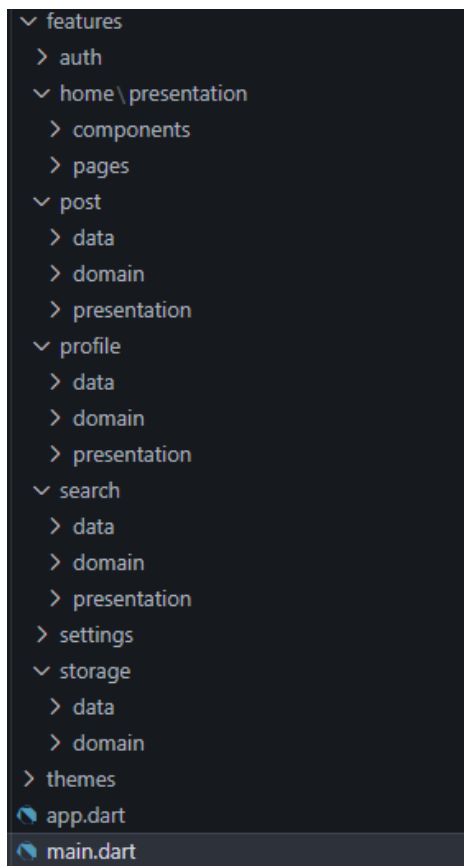 features
auth
home\presentation
components
pages
post
data
domain
presentation
profile
data
domain
presentation
search
data
domain
presentation
settings
storage
data
domain
themes
app.dart
main.dart